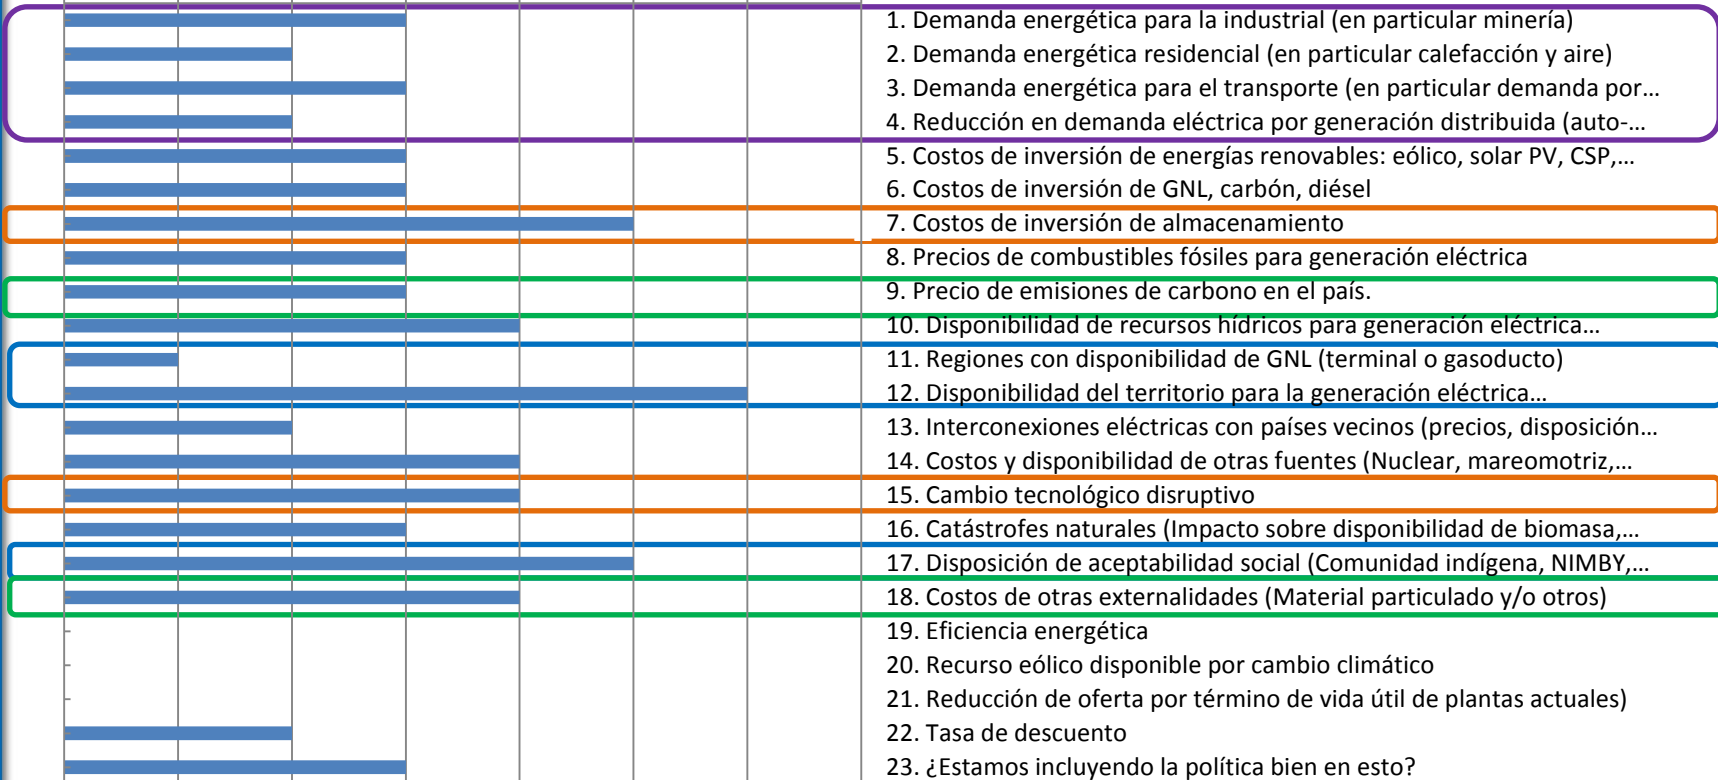 1. Demanda energética para la industrial (en particular minería)
2. Demanda energética residencial (en particular calefacción y aire)
3. Demanda energética para el transporte (en particular demanda por...
4. Reducción en demanda eléctrica por generación distribuida (auto-...
5. Costos de inversión de energías renovables: eólico, solar PV, CSP,...
6. Costos de inversión de GNL, carbón, diésel
7. Costos de inversión de almacenamiento
8. Precios de combustibles fósiles para generación eléctrica
9. Precio de emisiones de carbono en el país.
10. Disponibilidad de recursos hídricos para generación eléctrica...
11. Regiones con disponibilidad de GNL (terminal o gasoducto)
12. Disponibilidad del territorio para la generación eléctrica...
13. Interconexiones eléctricas con países vecinos (precios, disposición...
14. Costos y disponibilidad de otras fuentes (Nuclear, mareomotriz,...
15. Cambio tecnológico disruptivo
16. Catástrofes naturales (Impacto sobre disponibilidad de biomasa,...
17. Disposición de aceptabilidad social (Comunidad indígena, NIMBY,...
18. Costos de otras externalidades (Material particulado y/o otros)
19. Eficiencia energética
20. Recurso eólico disponible por cambio climático
21. Reducción de oferta por término de vida útil de plantas actuales)
22. Tasa de descuento
23. ¿Estamos incluyendo la política bien en esto?